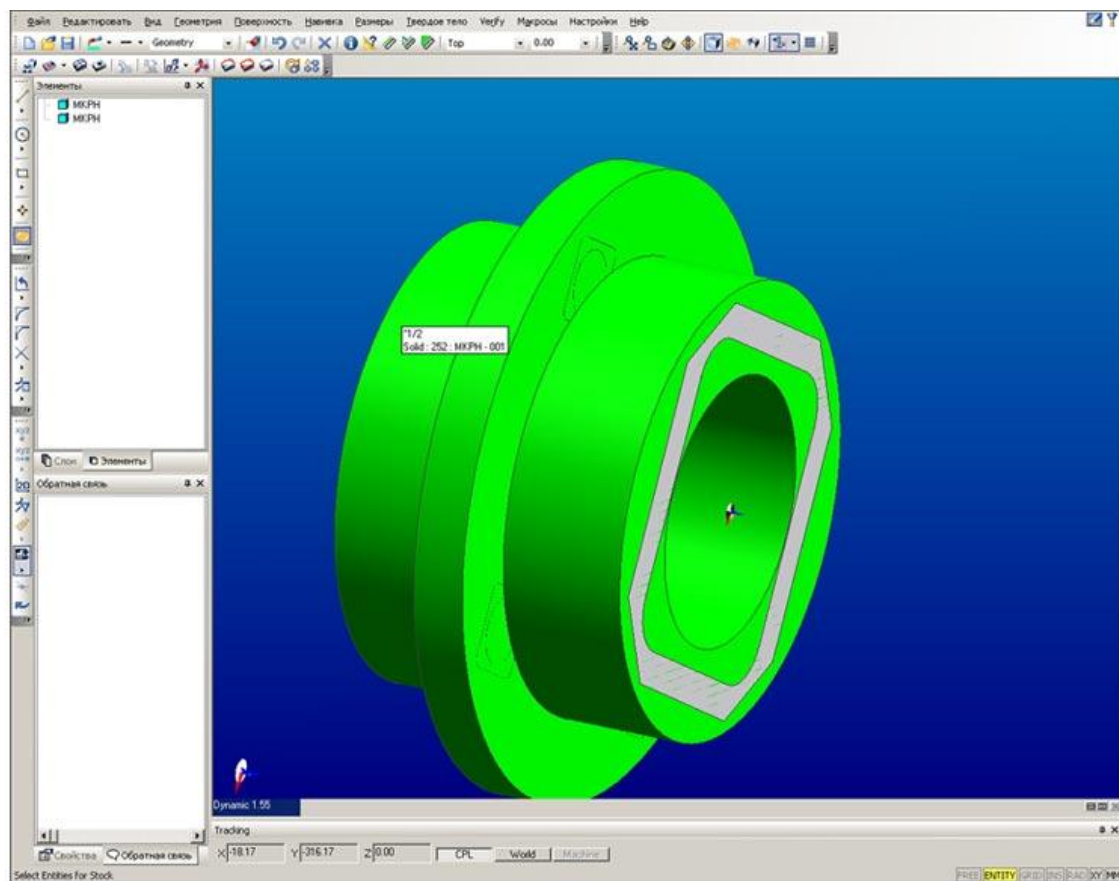 Файл Редактировать Вид Геометрия Поверхность Навивка Размеры Твердое тело Verify Макросы Настройки Help
Geometry Top 0.00
Элементы
МКРН
МКРН
"1/2
Solid : 252 : МКРН - 001
Слои Элементы
Обратная связь
Dynamic 1.55
Tracking
Свойства Обратная связь
X -18.17 Y -316.17 Z 0.00 CPL World Machine
Select Entities for Stock
FREE ENTITY GRID INS RAD XY MM